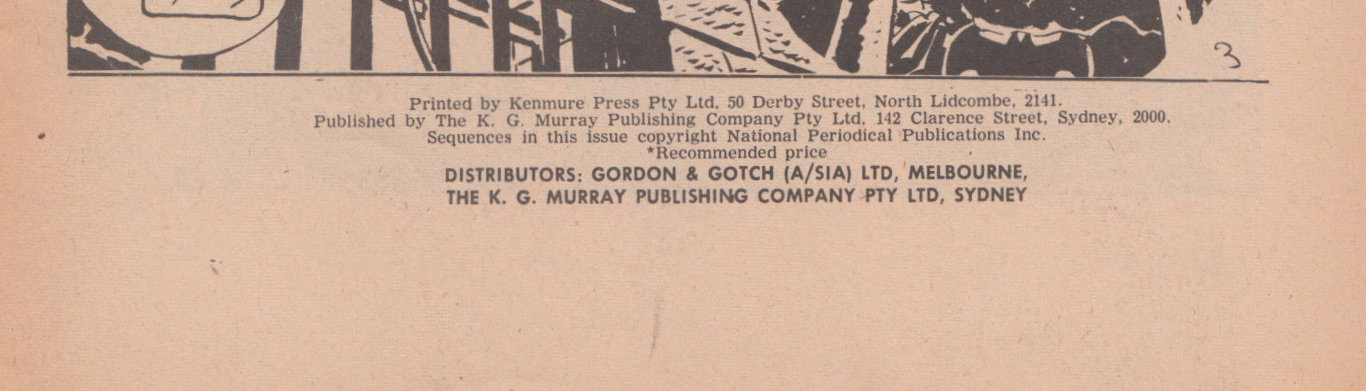 3
Printed by Kenmure Press Pty Ltd, 50 Derby Street, North Lidcombe, 2141.
Published by The K. G. Murray Publishing Company Pty Ltd, 142 Clarence Street, Sydney, 2000.
Sequences in this issue copyright National Periodical Publications Inc.
*Recommended price
DISTRIBUTORS: GORDON & GOTCH (A/SIA) LTD, MELBOURNE,
THE K. G. MURRAY PUBLISHING COMPANY PTY LTD, SYDNEY